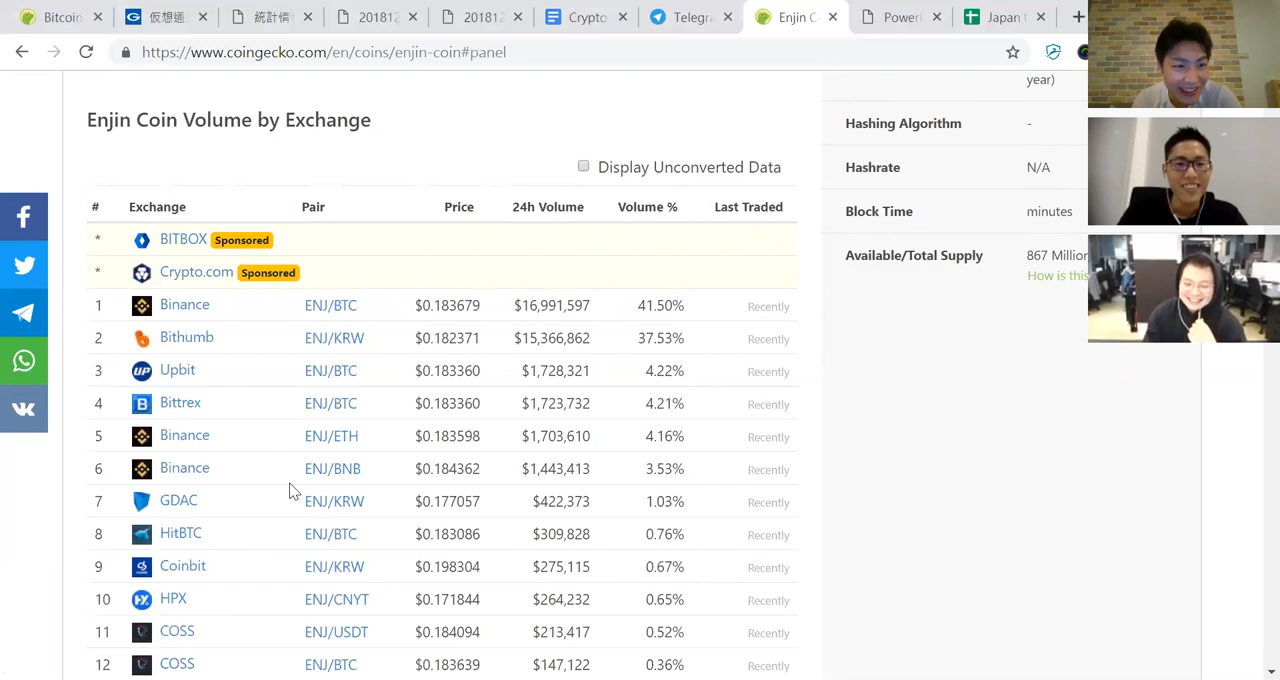 Bitcoin
仮想通
統計情
201812
201812
Crypto
Telegra
Enjin C
Power
Japan
https://www.coingecko.com/en/coins/enjin-coin#panel
Enjin Coin Volume by Exchange
Display Unconverted Data
# Exchange Pair Price 24h Volume Volume % Last Traded
* BITBOX Sponsored
* Crypto.com Sponsored
1 Binance ENJ/BTC $0.183679 $16,991,597 41.50% Recently
2 Bithumb ENJ/KRW $0.182371 $15,366,862 37.53% Recently
3 UP Upbit ENJ/BTC $0.183360 $1,728,321 4.22% Recently
4 B Bittrex ENJ/BTC $0.183360 $1,723,732 4.21% Recently
5 Binance ENJ/ETH $0.183598 $1,703,610 4.16% Recently
6 Binance ENJ/BNB $0.184362 $1,443,413 3.53% Recently
7 GDAC ENJ/KRW $0.177057 $422,373 1.03% Recently
8 HitBTC ENJ/BTC $0.183086 $309,828 0.76% Recently
9 Coinbit ENJ/KRW $0.198304 $275,115 0.67% Recently
10 HPX ENJ/CNYT $0.171844 $264,232 0.65% Recently
11 COSS ENJ/USDT $0.184094 $213,417 0.52% Recently
12 COSS ENJ/BTC $0.183639 $147,122 0.36% Recently
year)
Hashing Algorithm -
Hashrate N/A
Block Time minutes
Available/Total Supply 867 Million
How is this